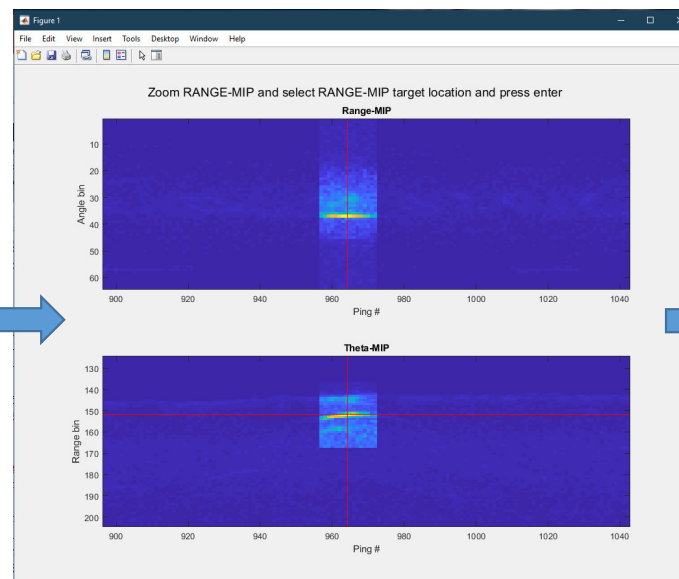 Figure 1
File Edit View Insert Tools Desktop Window Help
Zoom RANGE-MIP and select RANGE-MIP target location and press enter
Range-MIP
Angle bin
10
20
30
40
50
60
900 920 940 960 980 1000 1020 1040
Ping #
Theta-MIP
Range bin
130
140
150
160
170
180
190
200
900 920 940 960 980 1000 1020 1040
Ping #